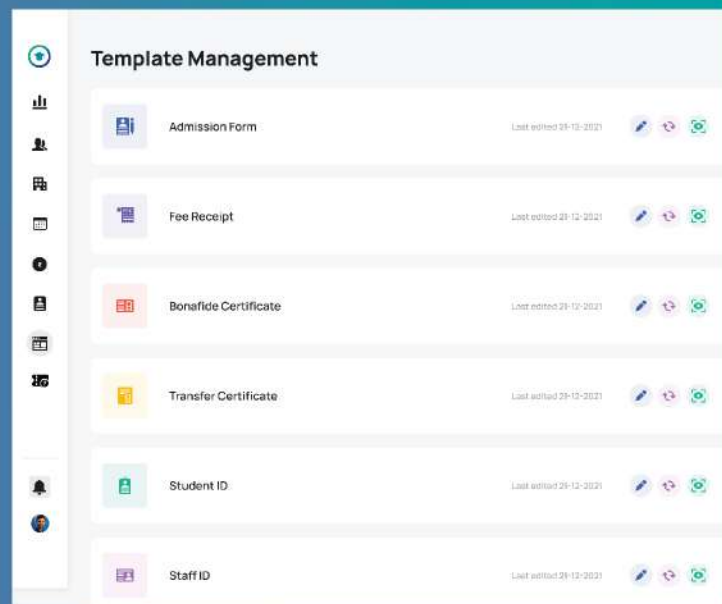 Template Management
Admission Form
Last edited 21-12-2021
Fee Receipt
Last edited 21-12-2021
Bonafide Certificate
Last edited 21-12-2021
Transfer Certificate
Last edited 21-12-2021
Student ID
Last edited 21-12-2021
Staff ID
Last edited 21-12-2021